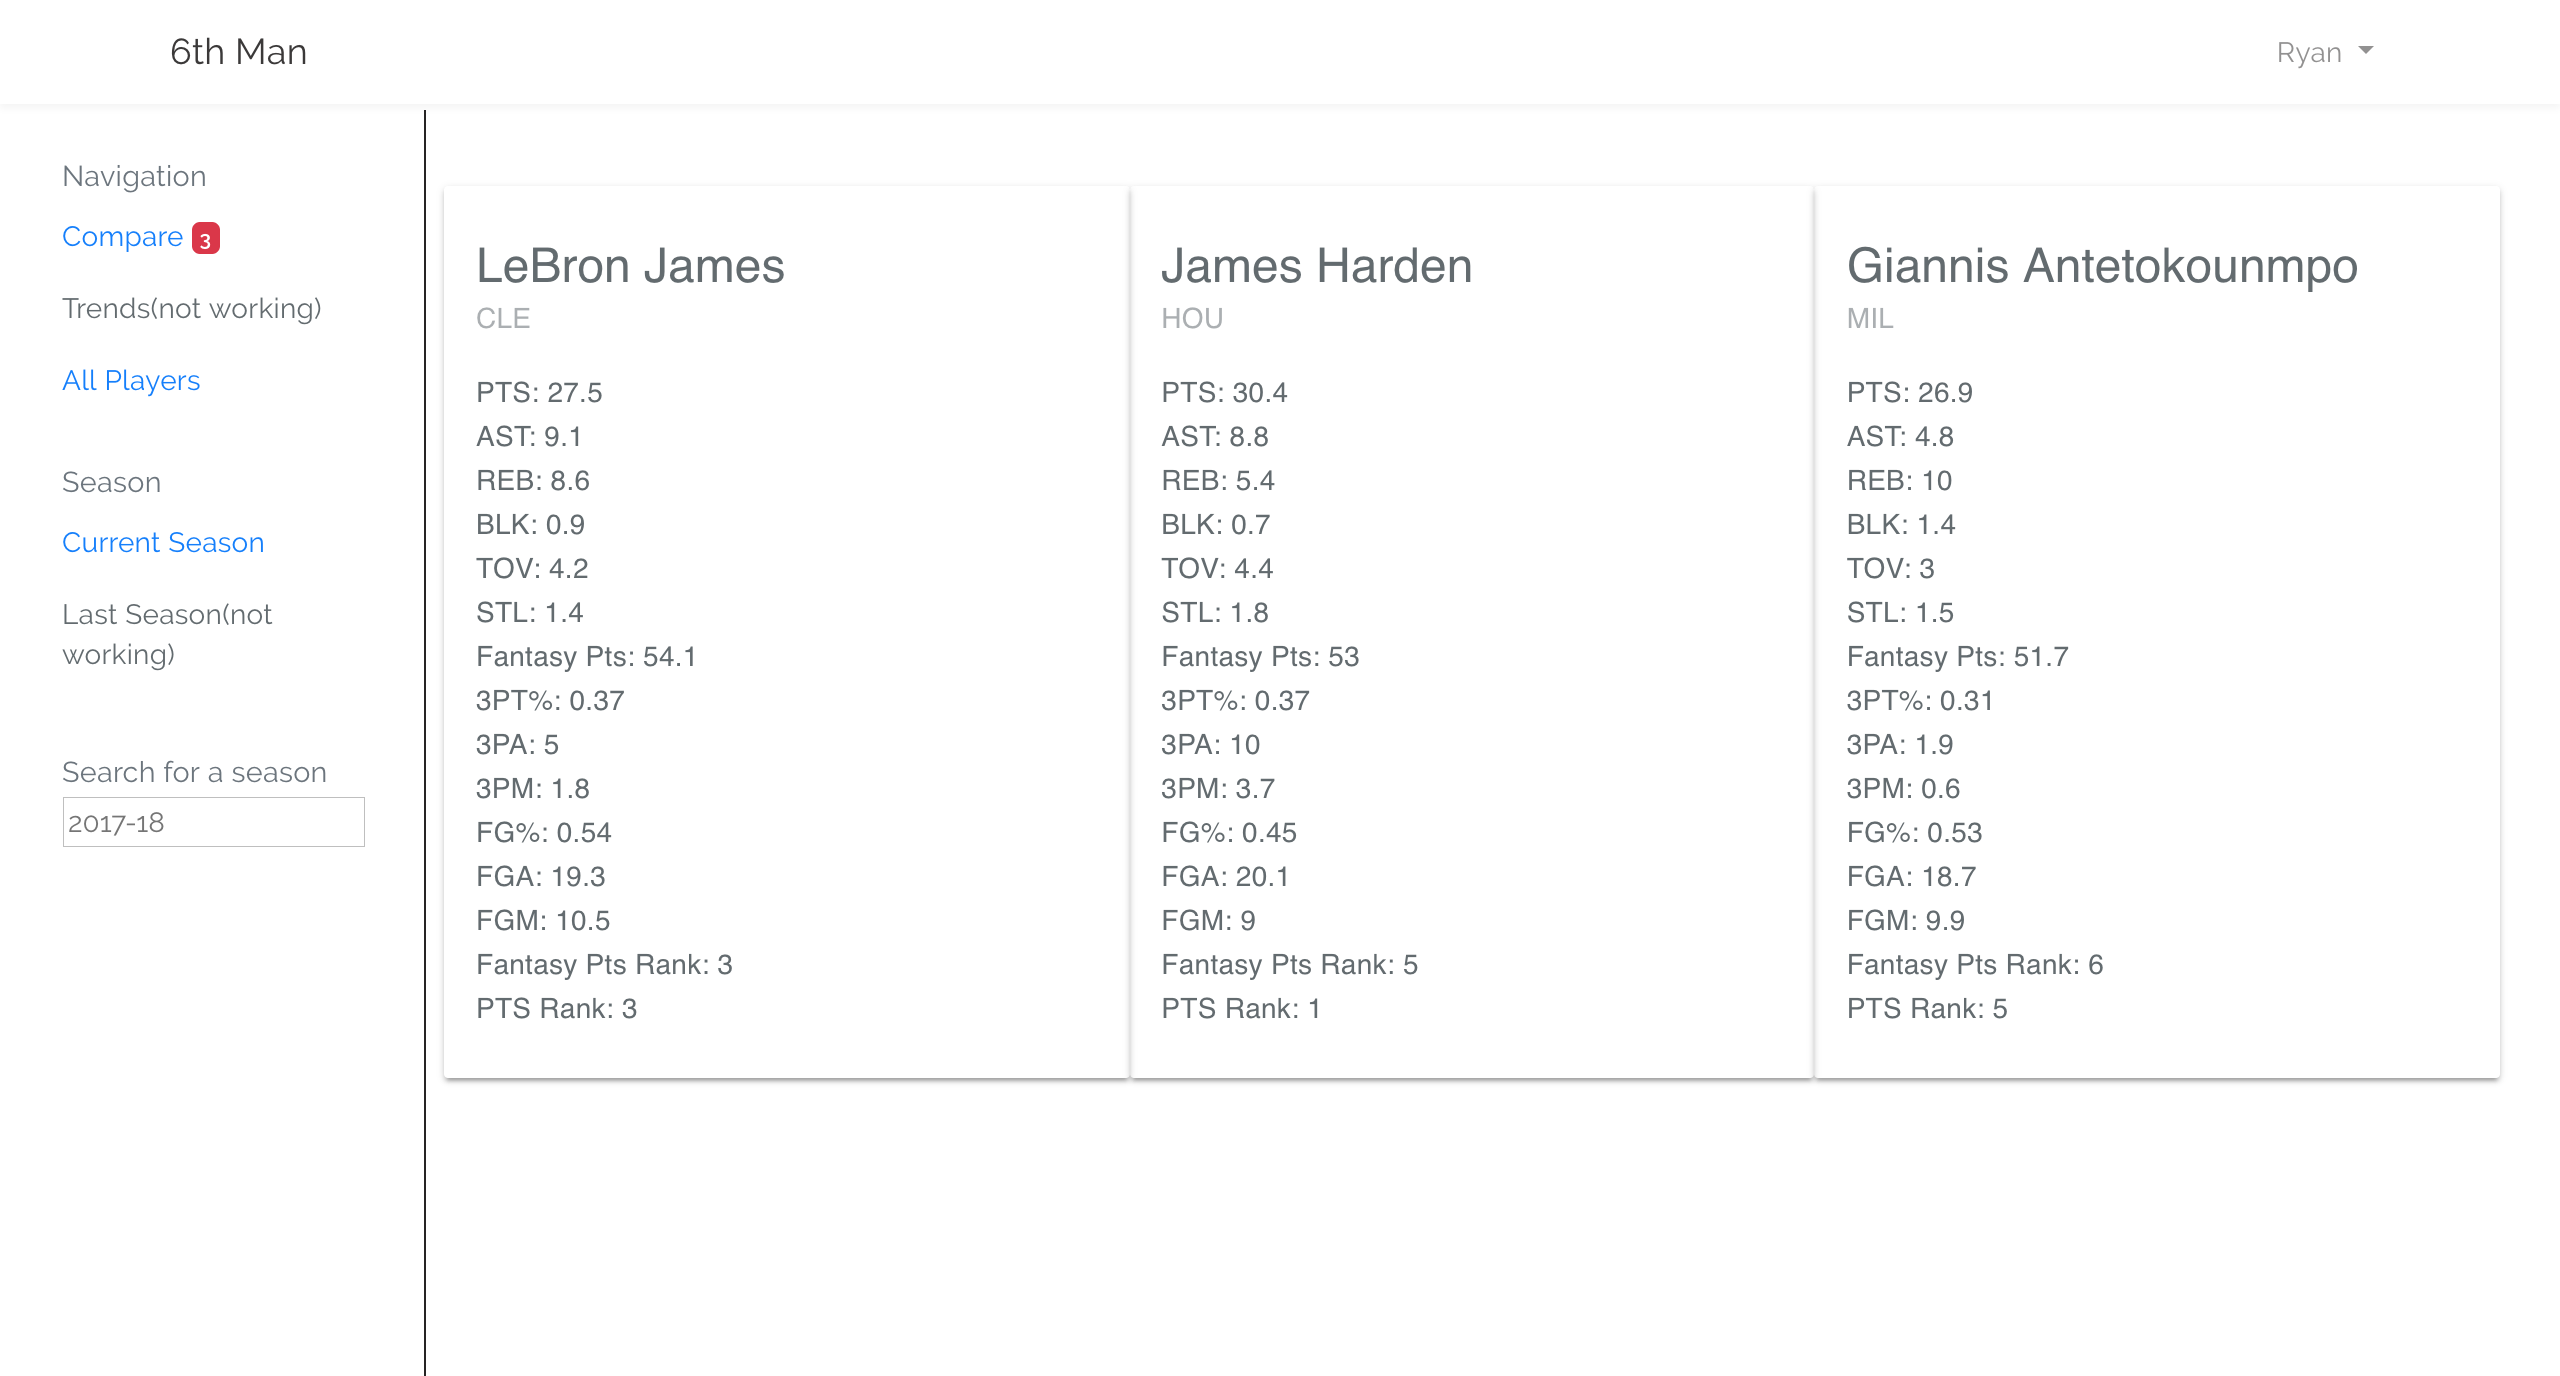 6th Man
Ryan
Navigation
Compare 3
Trends(not working)
All Players
Season
Current Season
Last Season(not
working)
Search for a season
2017-18
LeBron James
CLE
PTS: 27.5
AST: 9.1
REB: 8.6
BLK: 0.9
TOV: 4.2
STL: 1.4
Fantasy Pts: 54.1
3PT%: 0.37
3PA: 5
3PM: 1.8
FG%: 0.54
FGA: 19.3
FGM: 10.5
Fantasy Pts Rank: 3
PTS Rank: 3
James Harden
HOU
PTS: 30.4
AST: 8.8
REB: 5.4
BLK: 0.7
TOV: 4.4
STL: 1.8
Fantasy Pts: 53
3PT%: 0.37
3PA: 10
3PM: 3.7
FG%: 0.45
FGA: 20.1
FGM: 9
Fantasy Pts Rank: 5
PTS Rank: 1
Giannis Antetokounmpo
MIL
PTS: 26.9
AST: 4.8
REB: 10
BLK: 1.4
TOV: 3
STL: 1.5
Fantasy Pts: 51.7
3PT%: 0.31
3PA: 1.9
3PM: 0.6
FG%: 0.53
FGA: 18.7
FGM: 9.9
Fantasy Pts Rank: 6
PTS Rank: 5